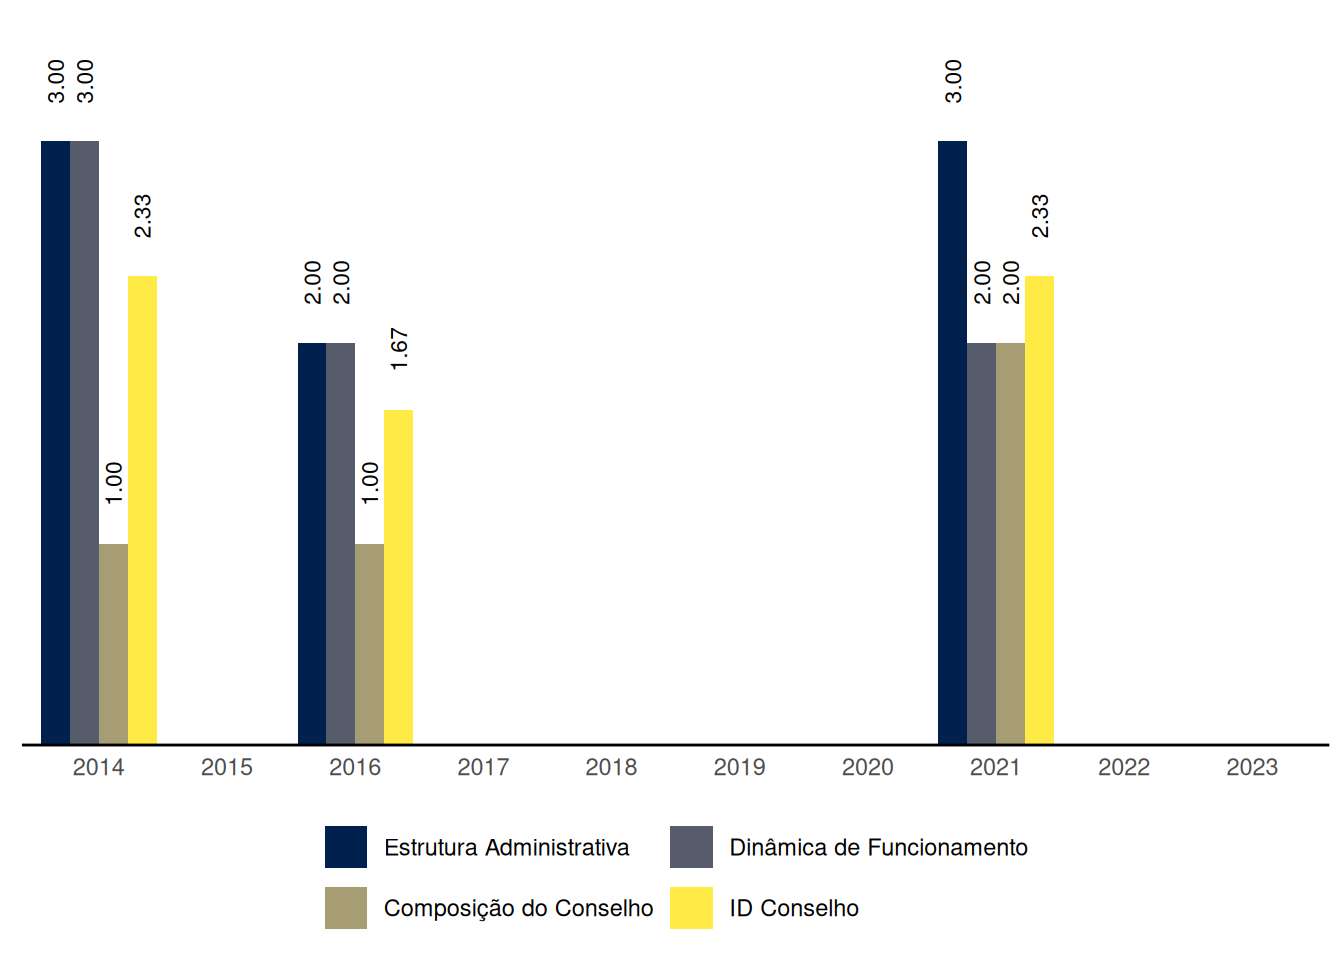 3.00 3.00 1.00 2.33
2.00 2.00 1.00 1.67
3.00 2.00 2.00 2.33
2014 2015 2016 2017 2018 2019 2020 2021 2022 2023
Estrutura Administrativa Dinâmica de Funcionamento
Composição do Conselho ID Conselho